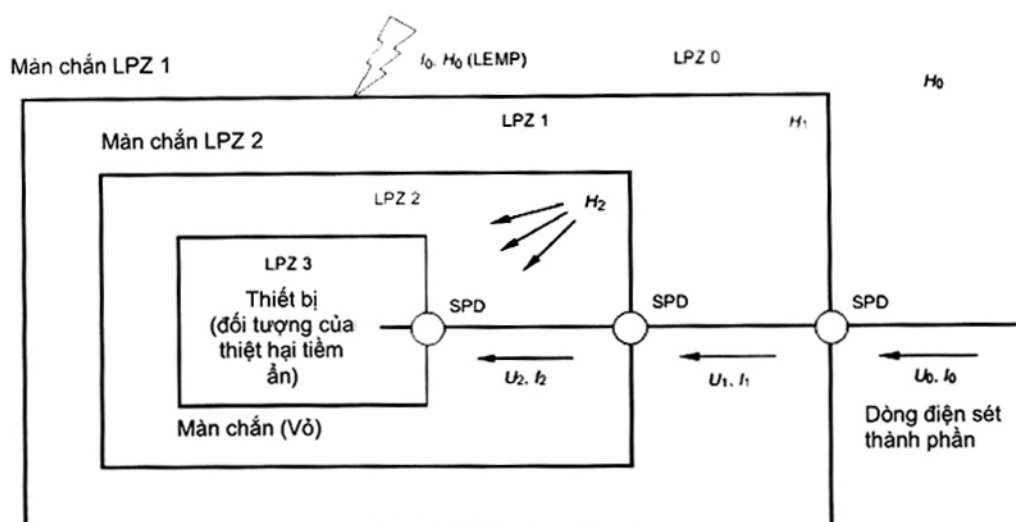 Màn chắn LPZ 1
I₀. H₀ (LEMP)
LPZ 0
H₀
LPZ 1
H₁
Màn chắn LPZ 2
LPZ 2
H₂
LPZ 3
Thiết bị
(đối tượng của
thiệt hại tiềm
ẩn)
SPD
SPD
SPD
U₂. I₂
U₁. I₁
U₀. I₀
Màn chắn (Vỏ)
Dòng điện sét
thành phần